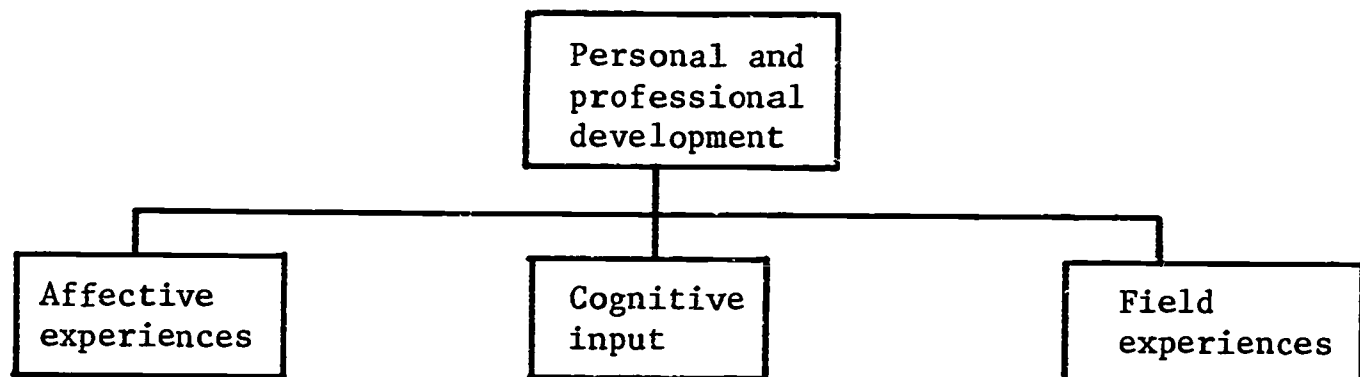 Personal and
professional
development
Affective
experiences
Cognitive
input
Field
experiences